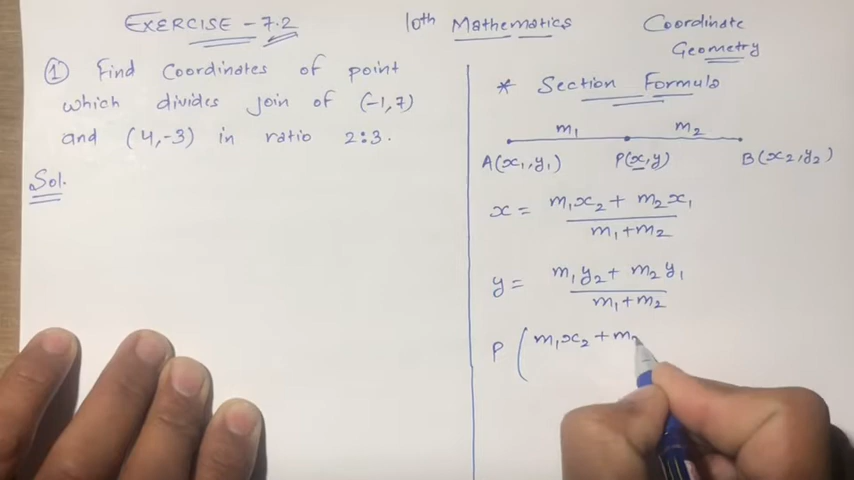 EXERCISE - 7.2
10th Mathematics
Coordinate
Geometry
① Find Coordinates of point
which divides join of (-1,7)
and (4,-3) in ratio 2:3.
Sol.
* Section Formula
m₁ m₂
A(x₁,y₁) P(x,y) B(x₂,y₂)
x = m₁x₂ + m₂x₁ / m₁+m₂
y = m₁y₂ + m₂y₁ / m₁+m₂
P ( m₁x₂ + m₂